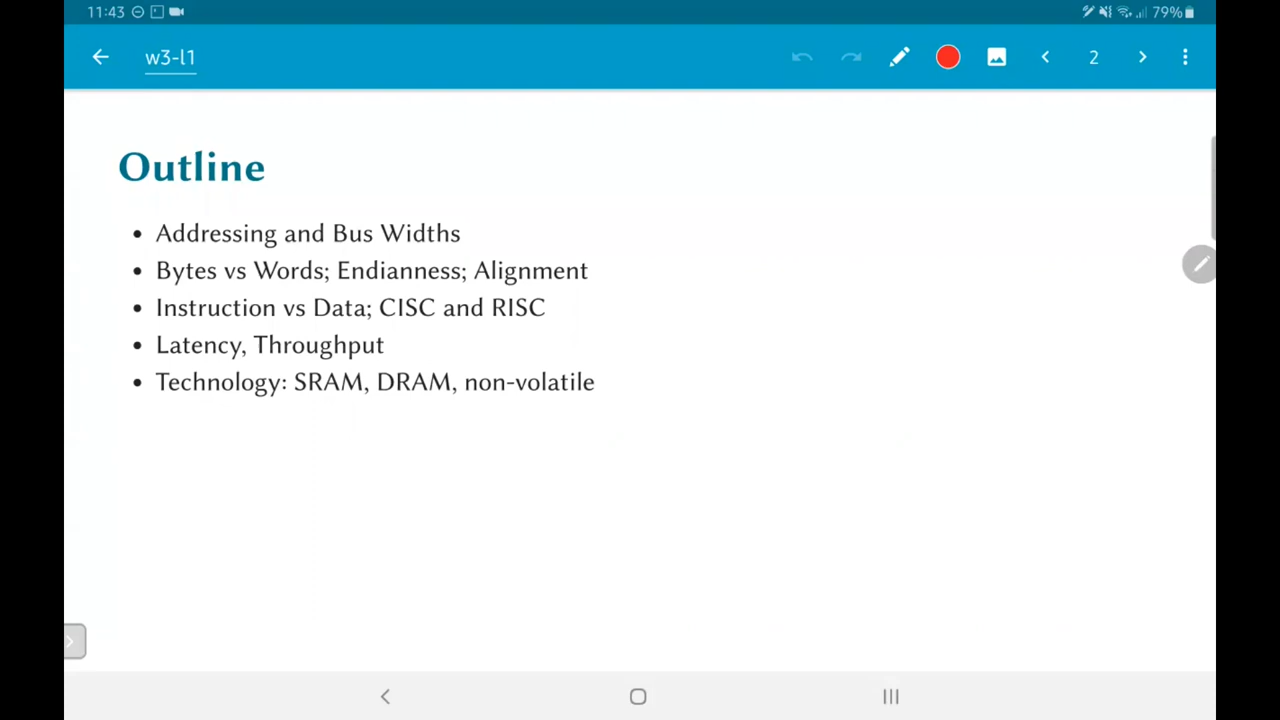 11:43
79%
w3-l1
2
Outline
• Addressing and Bus Widths
• Bytes vs Words; Endianness; Alignment
• Instruction vs Data; CISC and RISC
• Latency, Throughput
• Technology: SRAM, DRAM, non-volatile